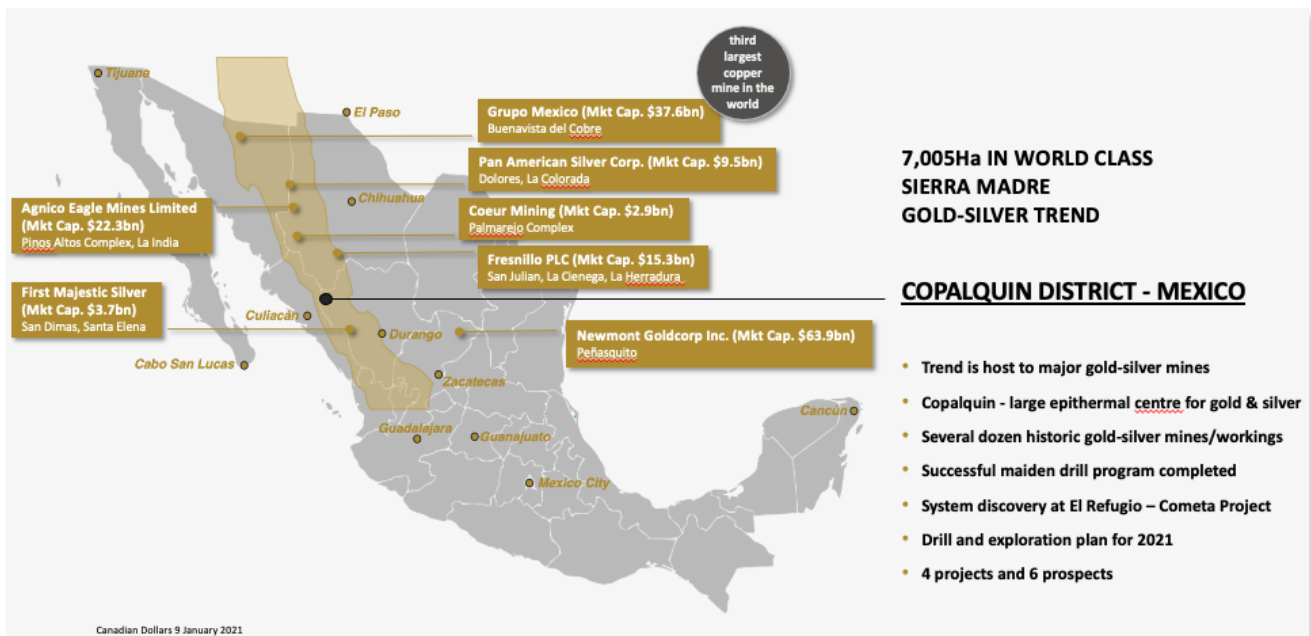 third
largest
copper
mine in the
world
Tijuana
El Paso
Grupo Mexico (Mkt Cap. $37.6bn)
Buenavista del Cobre
Pan American Silver Corp. (Mkt Cap. $9.5bn)
Dolores, La Colorada
Chihuahua
Agnico Eagle Mines Limited
(Mkt Cap. $22.3bn)
Pinos Altos Complex, La India
Coeur Mining (Mkt Cap. $2.9bn)
Palmarejo Complex
Fresnillo PLC (Mkt Cap. $15.3bn)
San Julian, La Cienega, La Herradura
First Majestic Silver
(Mkt Cap. $3.7bn)
San Dimas, Santa Elena
Culiacán
Durango
Newmont Goldcorp Inc. (Mkt Cap. $63.9bn)
Peñasquito
Cabo San Lucas
Zacatecas
Cancún
Guadalajara
Guanajuato
Mexico City
7,005Ha IN WORLD CLASS
SIERRA MADRE
GOLD-SILVER TREND
COPALQUIN DISTRICT - MEXICO
• Trend is host to major gold-silver mines
• Copalquin - large epithermal centre for gold & silver
• Several dozen historic gold-silver mines/workings
• Successful maiden drill program completed
• System discovery at El Refugio – Cometa Project
• Drill and exploration plan for 2021
• 4 projects and 6 prospects
Canadian Dollars 9 January 2021